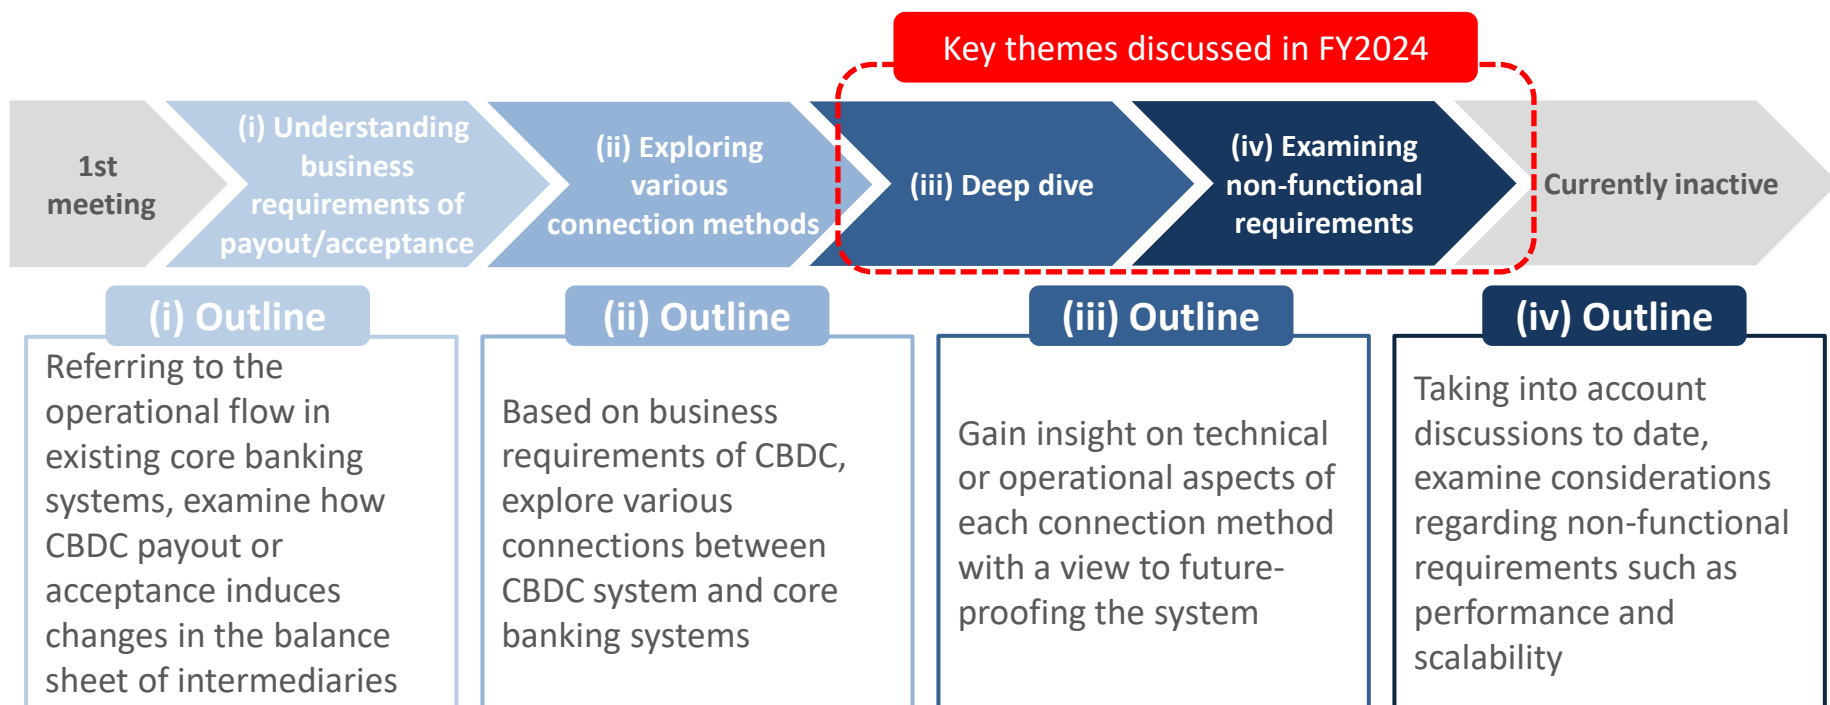 Key themes discussed in FY2024
1st
meeting
(i) Understanding
business
requirements of
payout/acceptance
(ii) Exploring
various
connection methods
(iii) Deep dive
(iv) Examining
non-functional
requirements
Currently inactive
(i) Outline
Referring to the
operational flow in
existing core banking
systems, examine how
CBDC payout or
acceptance induces
changes in the balance
sheet of intermediaries
(ii) Outline
Based on business
requirements of CBDC,
explore various
connections between
CBDC system and core
banking systems
(iii) Outline
Gain insight on technical
or operational aspects of
each connection method
with a view to future-
proofing the system
(iv) Outline
Taking into account
discussions to date,
examine considerations
regarding non-functional
requirements such as
performance and
scalability